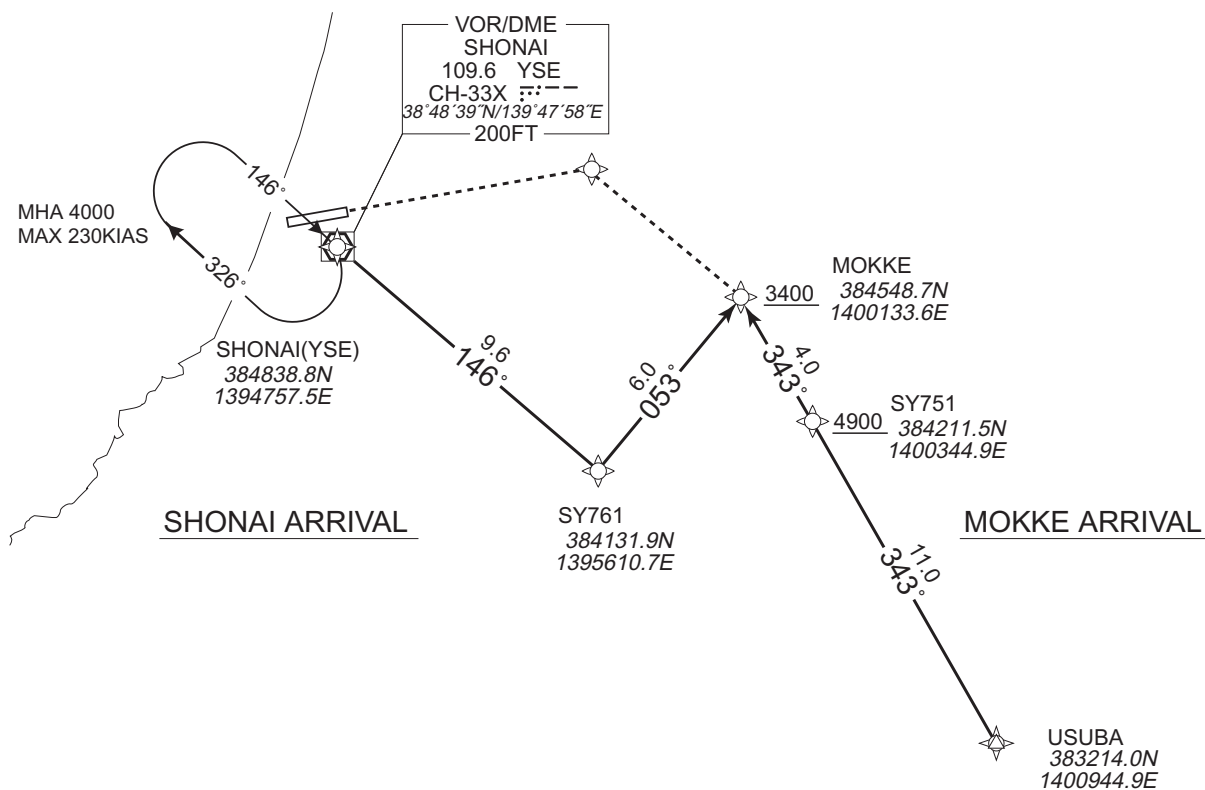 VOR/DME
SHONAI
109.6 YSE
CH-33X
38°48´39˝N/139°47´58˝E
200FT
146°
MHA 4000
MAX 230KIAS
326°
SHONAI(YSE)
384838.8N
1394757.5E
9.6
146°
6.0
053°
MOKKE
3400 384548.7N
1400133.6E
4.0
343°
SY751
4900 384211.5N
1400344.9E
SHONAI ARRIVAL
SY761
384131.9N
1395610.7E
MOKKE ARRIVAL
11.0
343°
USUBA
383214.0N
1400944.9E